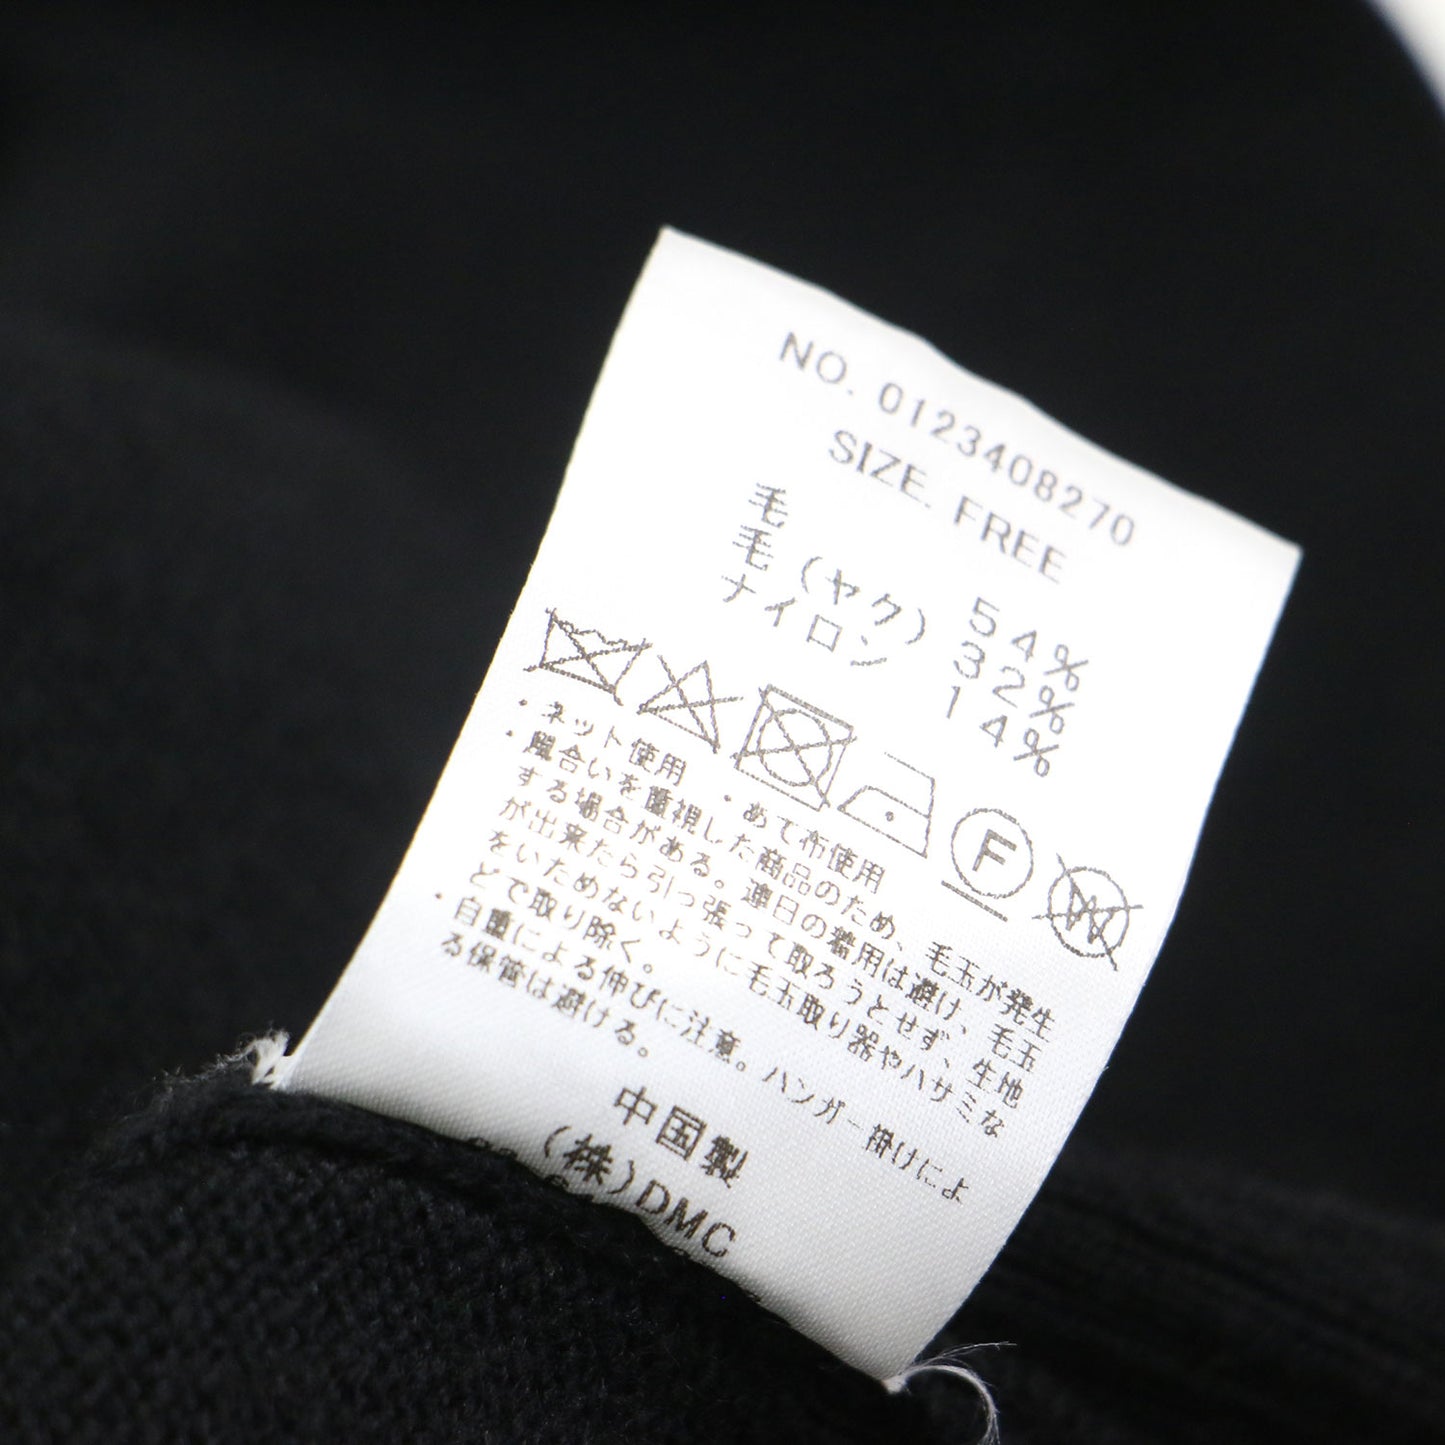 NO. 0123408270
SIZE. FREE
毛 54%
毛(ヤク) 32%
ナイロン 14%
F W
・ネット使用 ・あて布使用
・風合いを重視した商品のため、毛玉が発生
する場合がある。連日の着用は避け、毛玉
が出来たら引っ張って取ろうとせず、生地
をいためないように毛玉取り器やハサミな
どで取り除く。
・自重による伸びに注意。ハンガー掛けによ
る保管は避ける。
中国製
(株)DMC